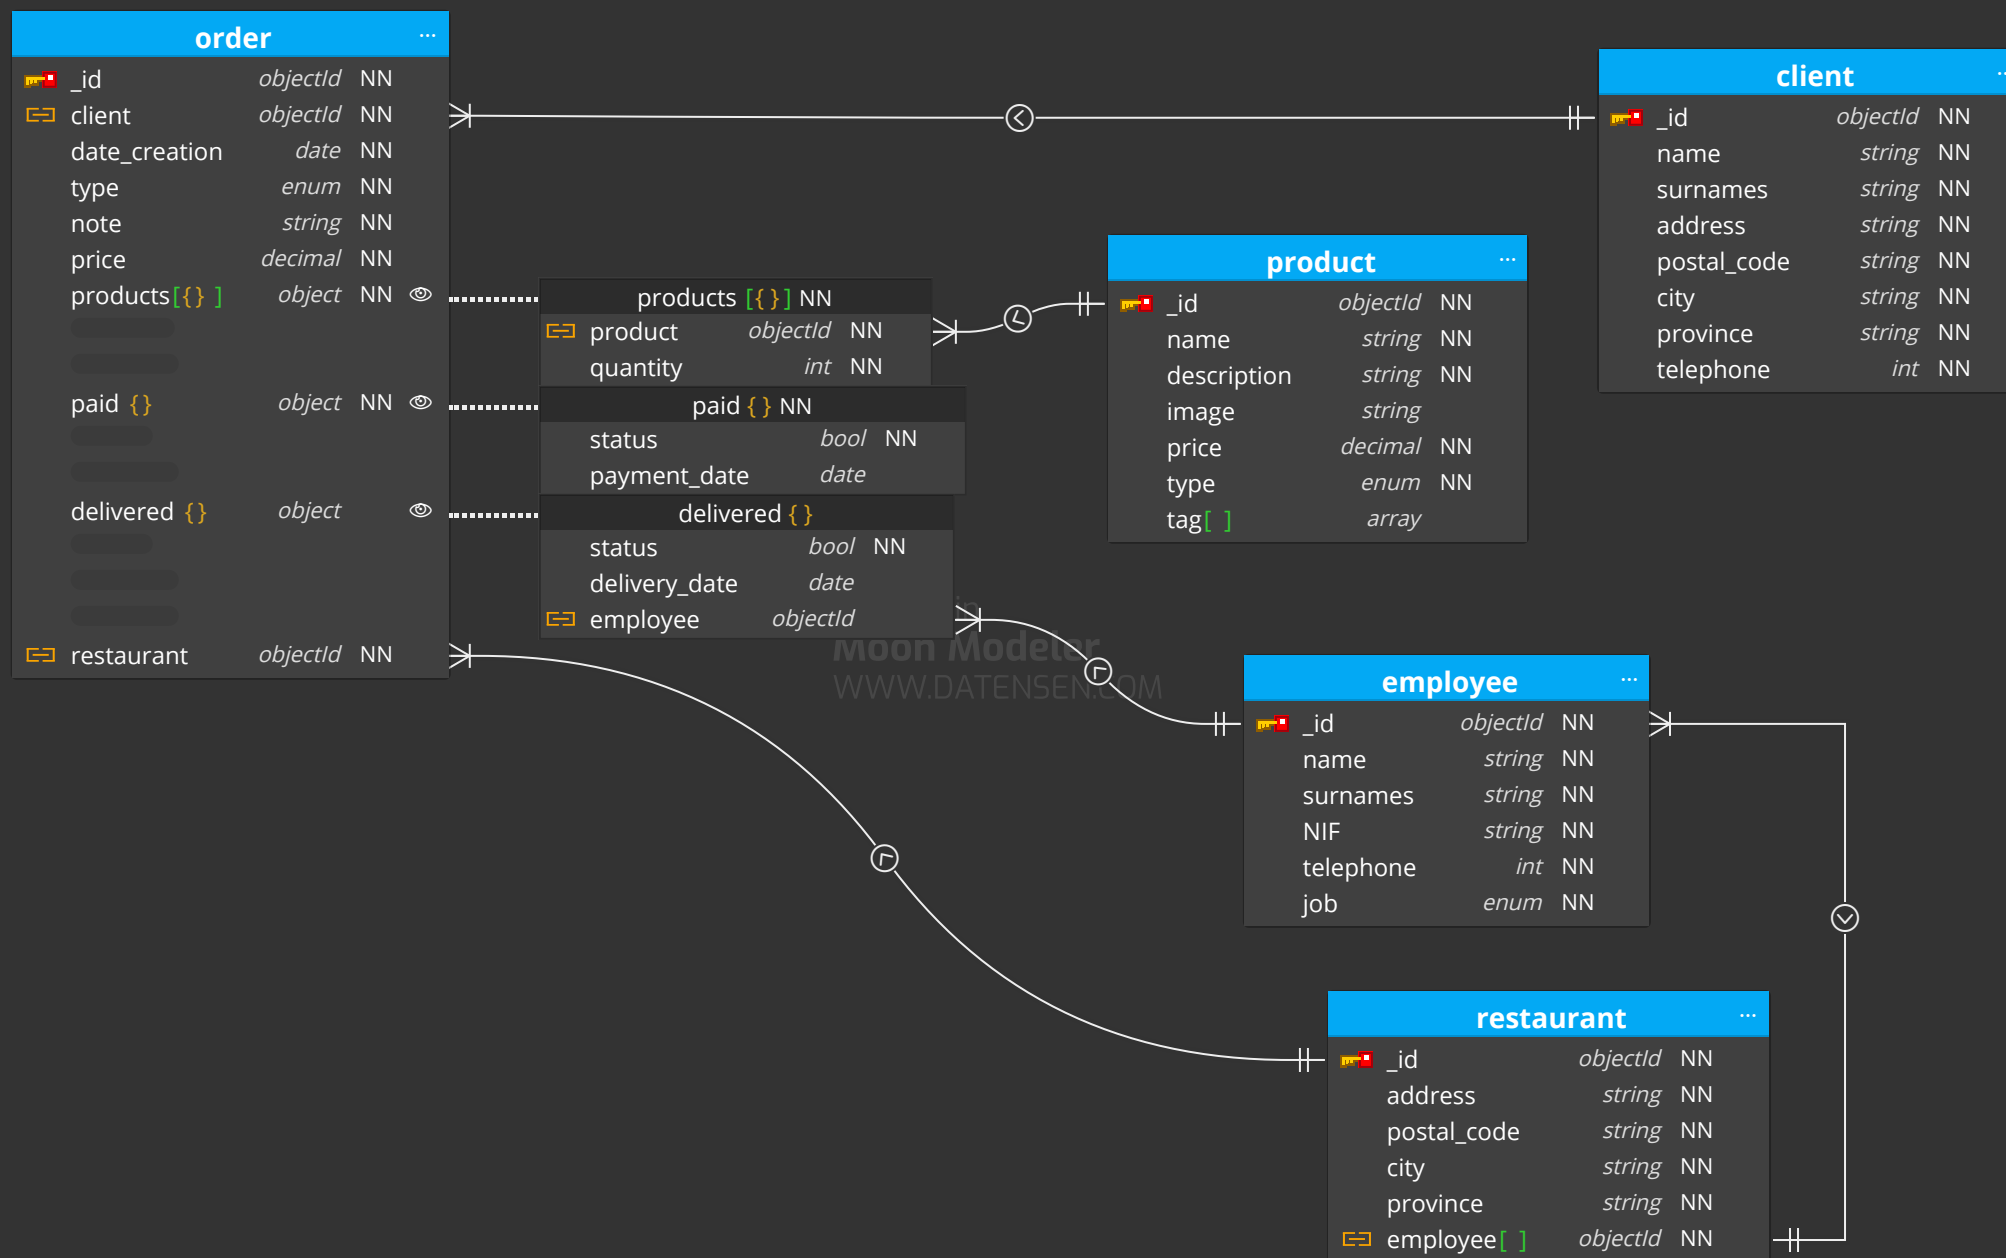 order ...
_id objectId NN
client objectId NN
date_creation date NN
type enum NN
note string NN
price decimal NN
products[{} ] object NN
paid {} object NN
delivered {} object
restaurant objectId NN
products [{}] NN
product objectId NN
quantity int NN
paid {} NN
status bool NN
payment_date date
delivered {}
status bool NN
delivery_date date
employee objectId
in
Moon Modeler
WWW.DATENSEN.COM
product ...
_id objectId NN
name string NN
description string NN
image string
price decimal NN
type enum NN
tag[ ] array
client
_id objectId NN
name string NN
surnames string NN
address string NN
postal_code string NN
city string NN
province string NN
telephone int NN
employee ...
_id objectId NN
name string NN
surnames string NN
NIF string NN
telephone int NN
job enum NN
restaurant ...
_id objectId NN
address string NN
postal_code string NN
city string NN
province string NN
employee[ ] objectId NN